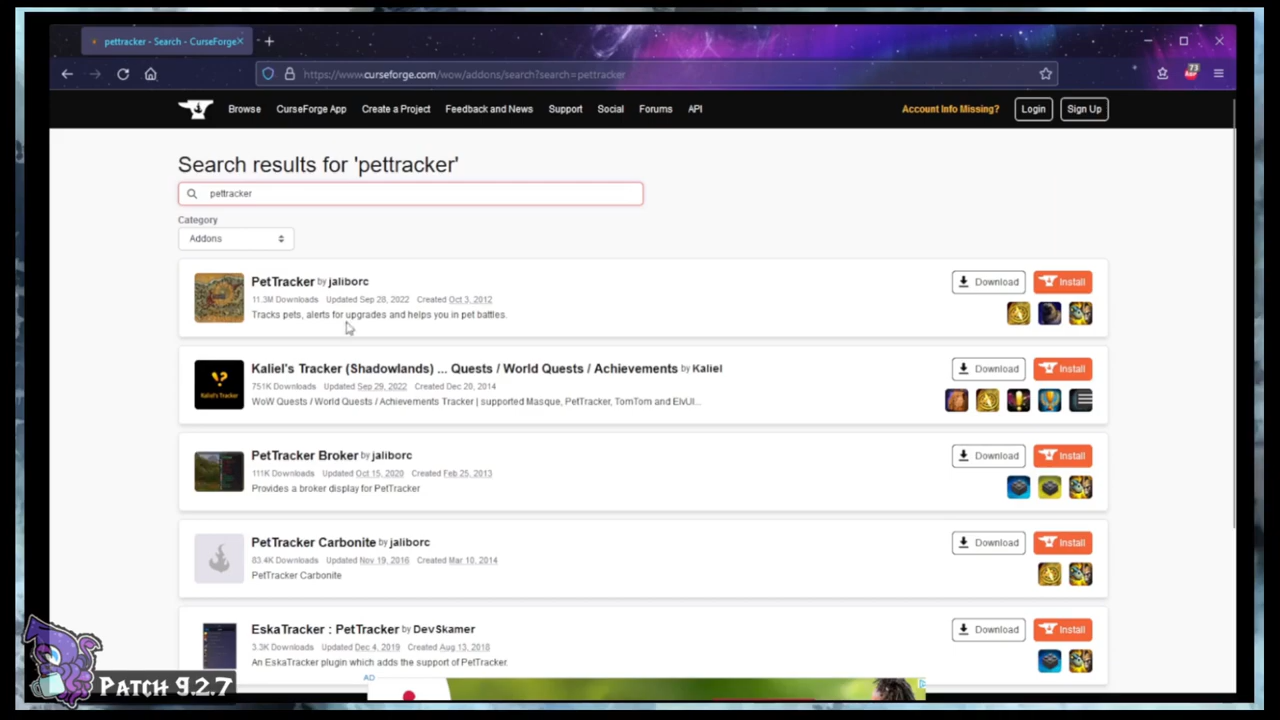 pettracker - Search - CurseForge
https://www.curseforge.com/wow/addons/search?search=pettracker
73
Browse CurseForge App Create a Project Feedback and News Support Social Forums API Account Info Missing? Login Sign Up
Search results for 'pettracker'
pettracker
Category
Addons
PetTracker by jaliborc Download Install
11.3M Downloads Updated Sep 28, 2022 Created Oct 3, 2012
Tracks pets, alerts for upgrades and helps you in pet battles.
Kaliel's Tracker (Shadowlands) ... Quests / World Quests / Achievements by Kaliel Download Install
751K Downloads Updated Sep 29, 2022 Created Dec 20, 2014
WoW Quests / World Quests / Achievements Tracker | supported Masque, PetTracker, TomTom and ElvUI...
Kaliel's Tracker
PetTracker Broker by jaliborc Download Install
111K Downloads Updated Oct 15, 2020 Created Feb 25, 2013
Provides a broker display for PetTracker
PetTracker Carbonite by jaliborc Download Install
83.4K Downloads Updated Nov 19, 2016 Created Mar 10, 2014
PetTracker Carbonite
EskaTracker : PetTracker by DevSkamer Download Install
3.3K Downloads Updated Dec 4, 2019 Created Aug 13, 2018
An EskaTracker plugin which adds the support of PetTracker
AD
Patch 9.2.7